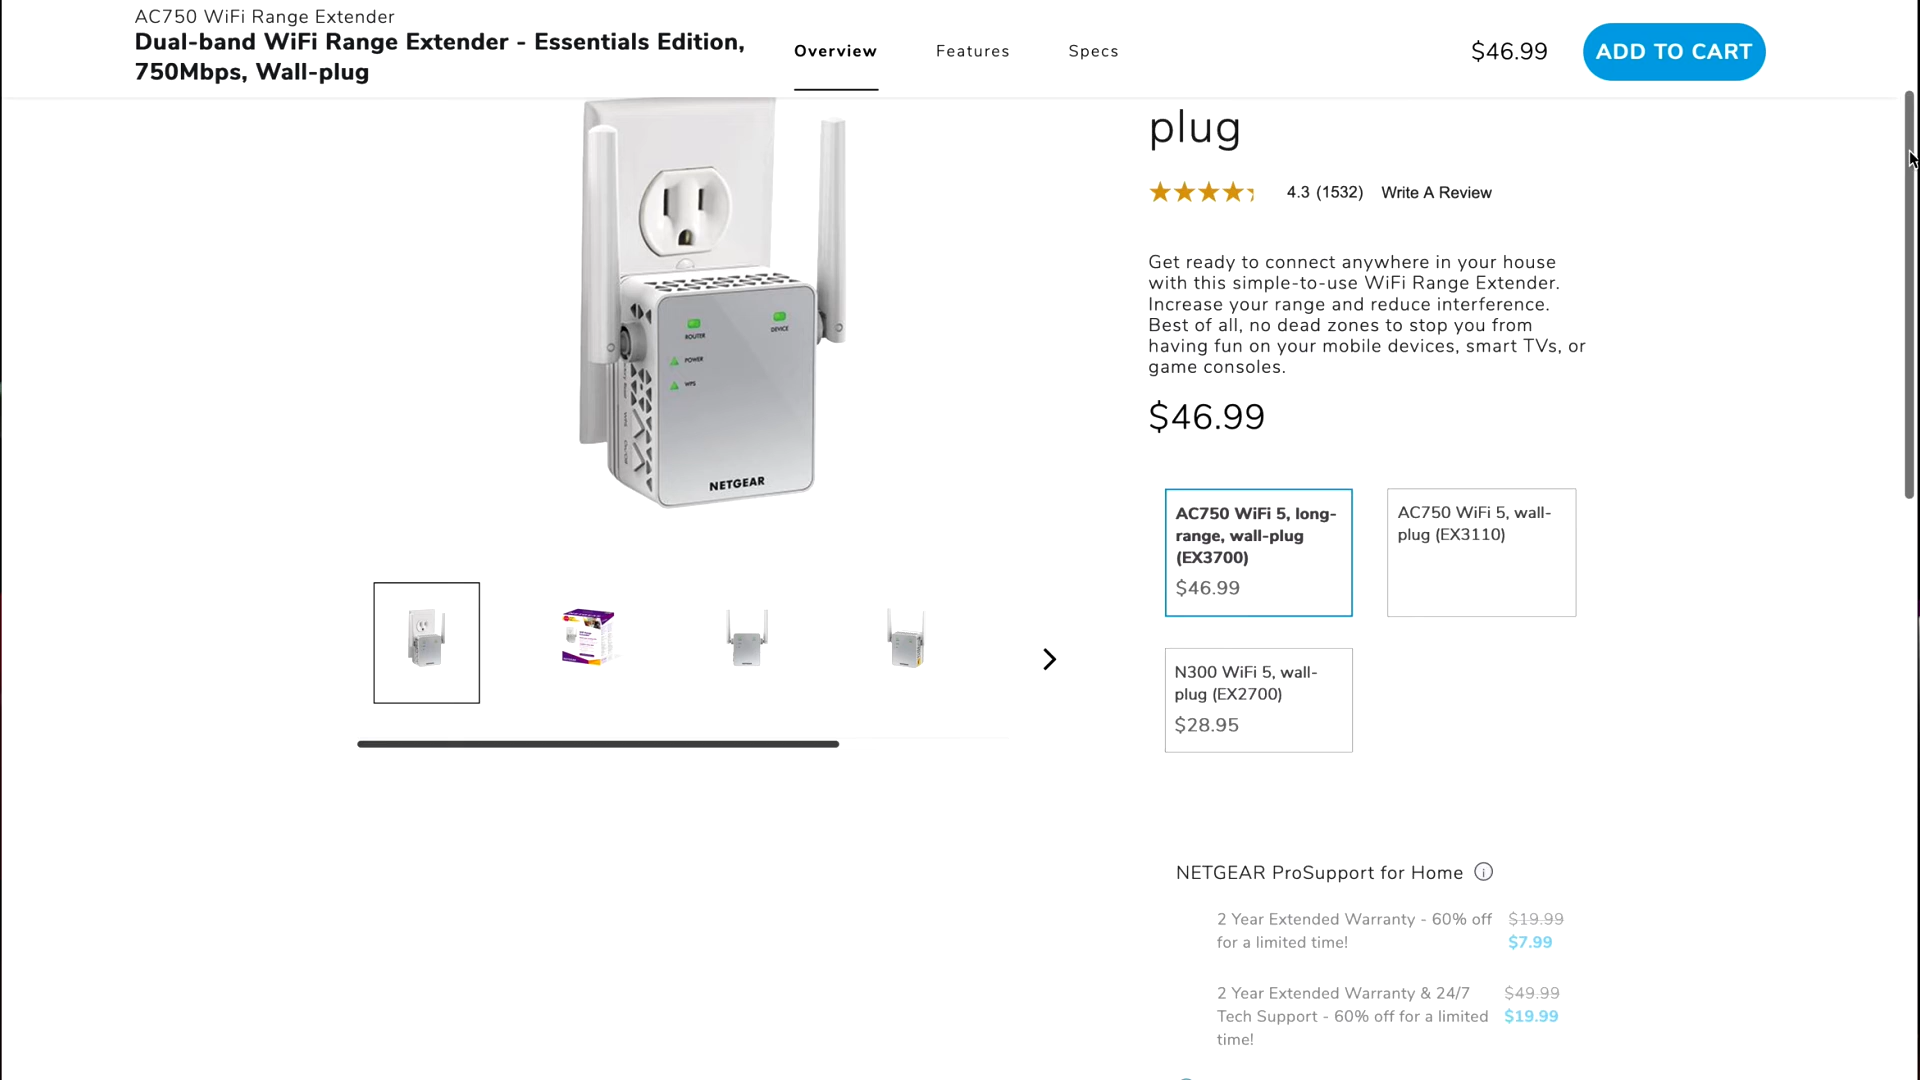 AC750 WiFi Range Extender
Dual-band WiFi Range Extender - Essentials Edition,
750Mbps, Wall-plug
Overview
Features
Specs
$46.99
ADD TO CART
plug
4.3 (1532)
Write A Review
Get ready to connect anywhere in your house
with this simple-to-use WiFi Range Extender.
Increase your range and reduce interference.
Best of all, no dead zones to stop you from
having fun on your mobile devices, smart TVs, or
game consoles.
$46.99
ROUTER
DEVICE
POWER
WPS
NETGEAR
AC750 WiFi 5, long-
range, wall-plug
(EX3700)
$46.99
AC750 WiFi 5, wall-
plug (EX3110)
N300 WiFi 5, wall-
plug (EX2700)
$28.95
NETGEAR ProSupport for Home
2 Year Extended Warranty - 60% off
for a limited time!
$19.99
$7.99
2 Year Extended Warranty & 24/7
Tech Support - 60% off for a limited
time!
$49.99
$19.99